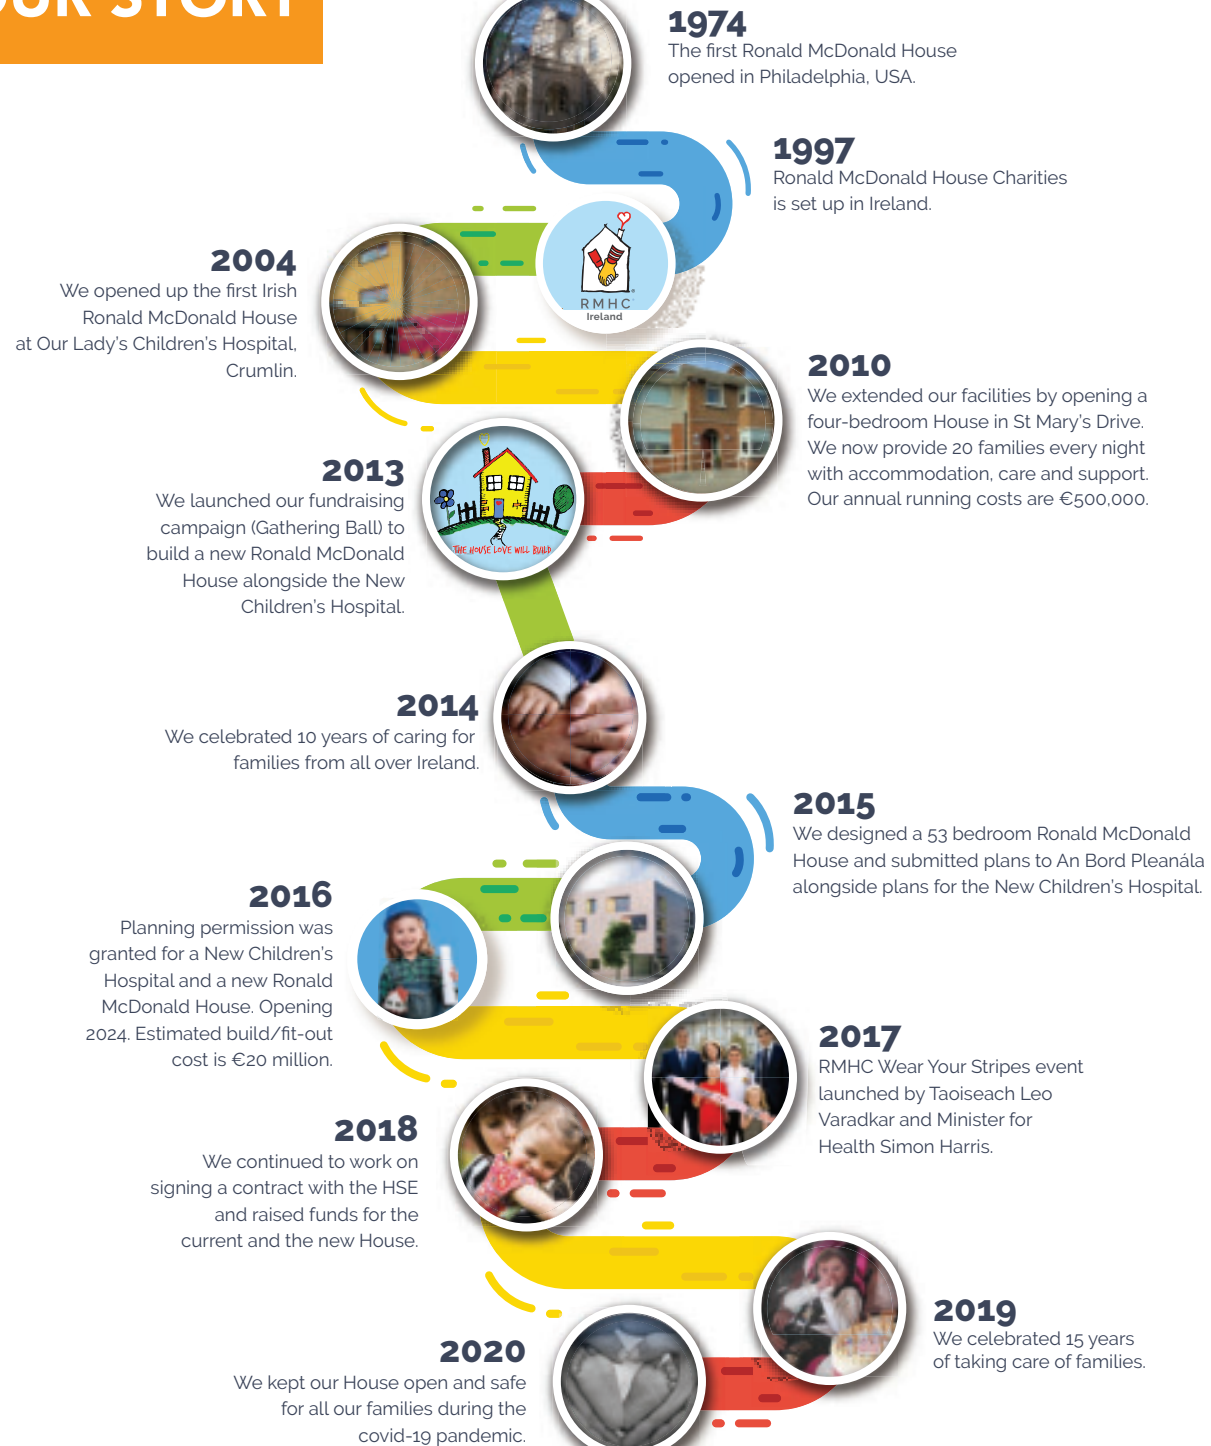 OUR STORY
1974
The first Ronald McDonald House
opened in Philadelphia, USA.
1997
Ronald McDonald House Charities
is set up in Ireland.
RMHC
Ireland
2004
We opened up the first Irish
Ronald McDonald House
at Our Lady's Children's Hospital,
Crumlin.
2010
We extended our facilities by opening a
four-bedroom House in St Mary's Drive.
We now provide 20 families every night
with accommodation, care and support.
Our annual running costs are €500,000.
2013
We launched our fundraising
campaign (Gathering Ball) to
build a new Ronald McDonald
House alongside the New
Children's Hospital.
THE HOUSE LOVE WILL BUILD
2014
We celebrated 10 years of caring for
families from all over Ireland.
2015
We designed a 53 bedroom Ronald McDonald
House and submitted plans to An Bord Pleanála
alongside plans for the New Children's Hospital.
2016
Planning permission was
granted for a New Children's
Hospital and a new Ronald
McDonald House. Opening
2024. Estimated build/fit-out
cost is €20 million.
2017
RMHC Wear Your Stripes event
launched by Taoiseach Leo
Varadkar and Minister for
Health Simon Harris.
2018
We continued to work on
signing a contract with the HSE
and raised funds for the
current and the new House.
2019
We celebrated 15 years
of taking care of families.
2020
We kept our House open and safe
for all our families during the
covid-19 pandemic.